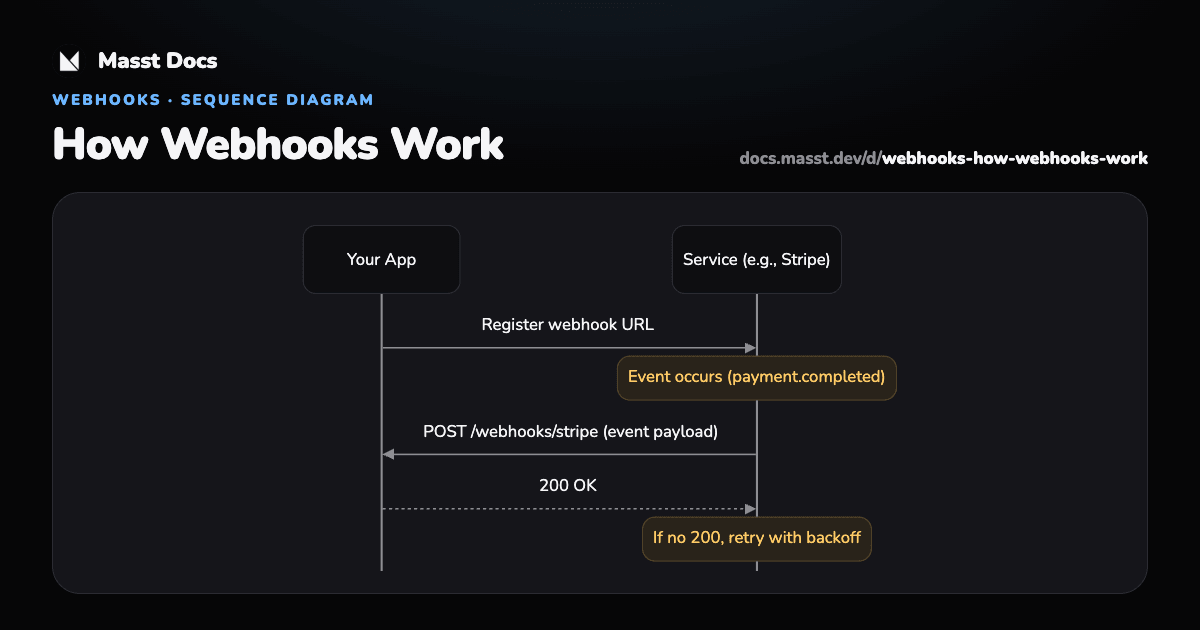 Masst Docs
WEBHOOKS · SEQUENCE DIAGRAM
How Webhooks Work
docs.masst.dev/d/webhooks-how-webhooks-work
Your App
Service (e.g., Stripe)
Register webhook URL
Event occurs (payment.completed)
POST /webhooks/stripe (event payload)
200 OK
If no 200, retry with backoff